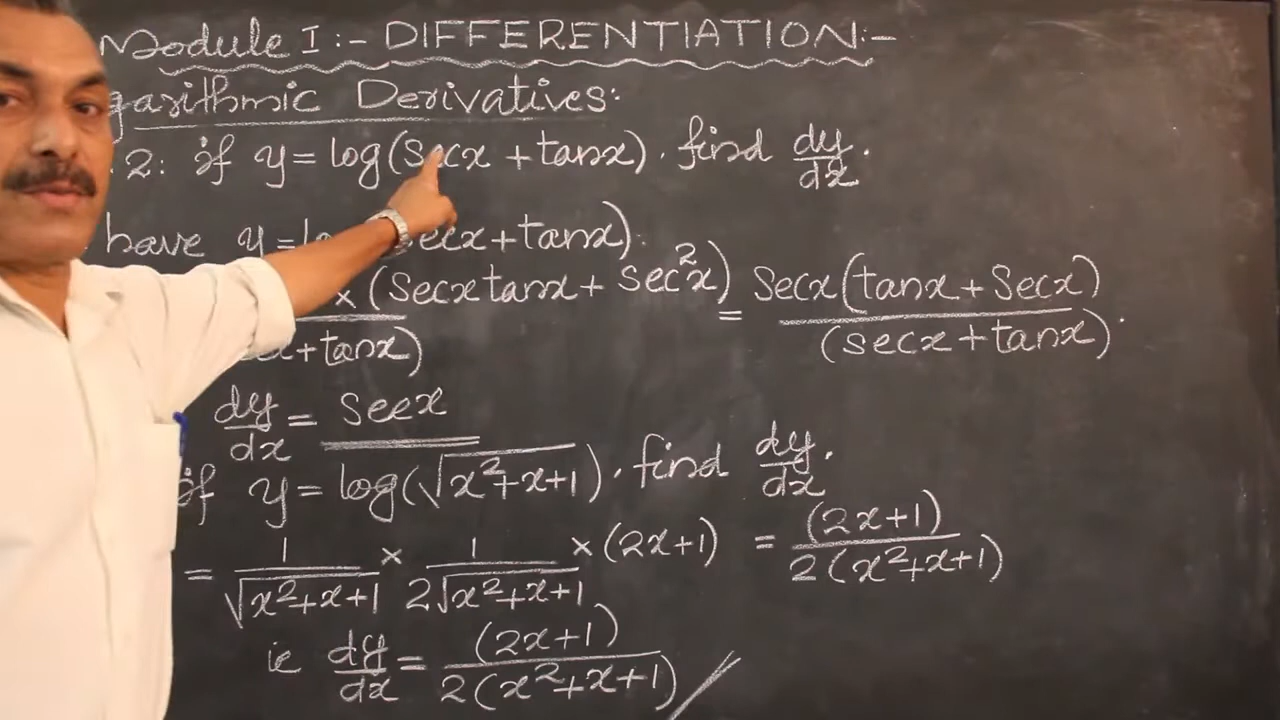 Module I :- DIFFERENTIATION:-
garithmic Derivatives:
. 2: if y = log(secx + tanx). find dy/dx.
have y = lo secx + tanx).
x (secx tanx + sec²x) = secx(tanx + secx)/(secx + tanx).
+tanx)
dy/dx = secx
if y = log(√x²+x+1). find dy/dx.
= 1/√x²+x+1 × 1/2√x²+x+1 × (2x+1) = (2x+1)/2(x²+x+1)
ie dy/dx = (2x+1)/2(x²+x+1)